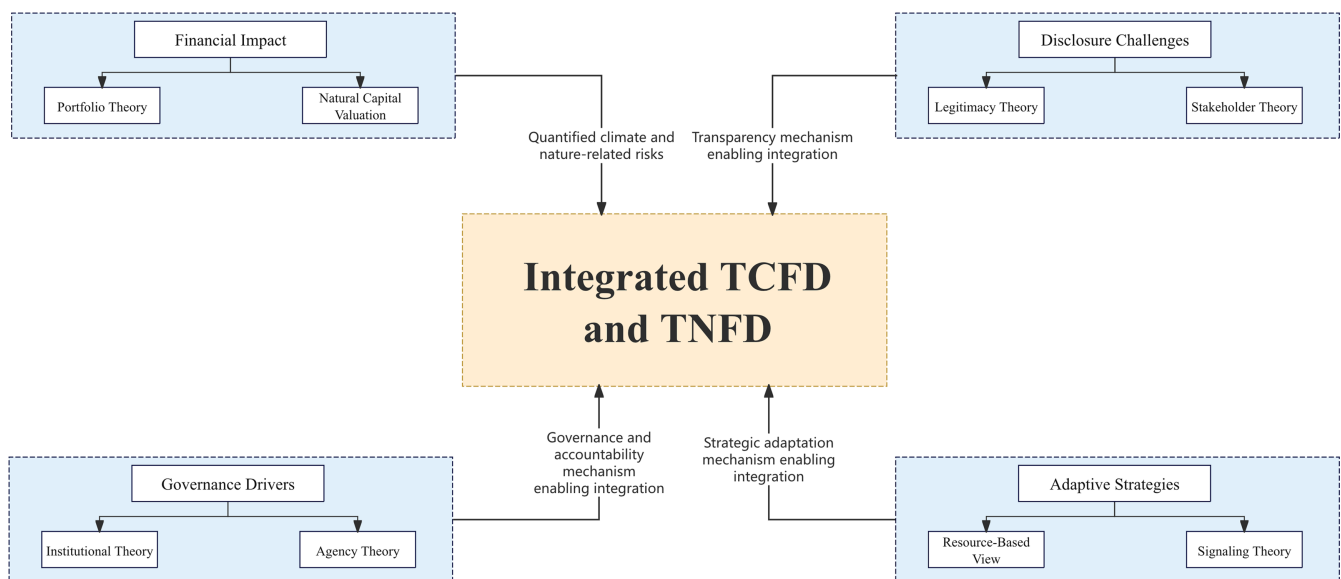 Financial Impact
Portfolio Theory
Natural Capital
Valuation
Disclosure Challenges
Legitimacy Theory
Stakeholder Theory
Quantified climate and
nature-related risks
Transparency mechanism
enabling integration
Integrated TCFD
and TNFD
Governance and
accountability
mechanism
enabling integration
Strategic adaptation
mechanism enabling
integration
Governance Drivers
Institutional Theory
Agency Theory
Adaptive Strategies
Resource-Based
View
Signaling Theory